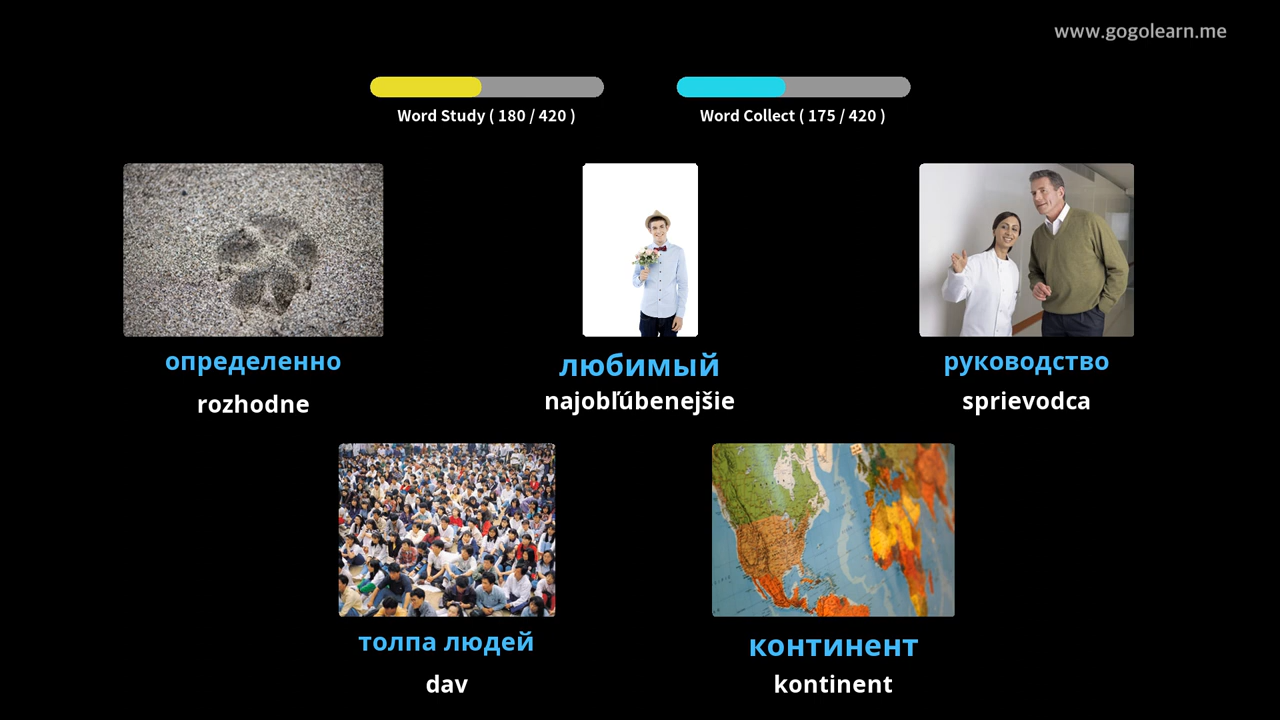 www.gogolearn.me
Word Study ( 180 / 420 )
Word Collect ( 175 / 420 )
определенно
rozhodne
любимый
najobľúbenejšie
руководство
sprievodca
толпа людей
dav
континент
kontinent